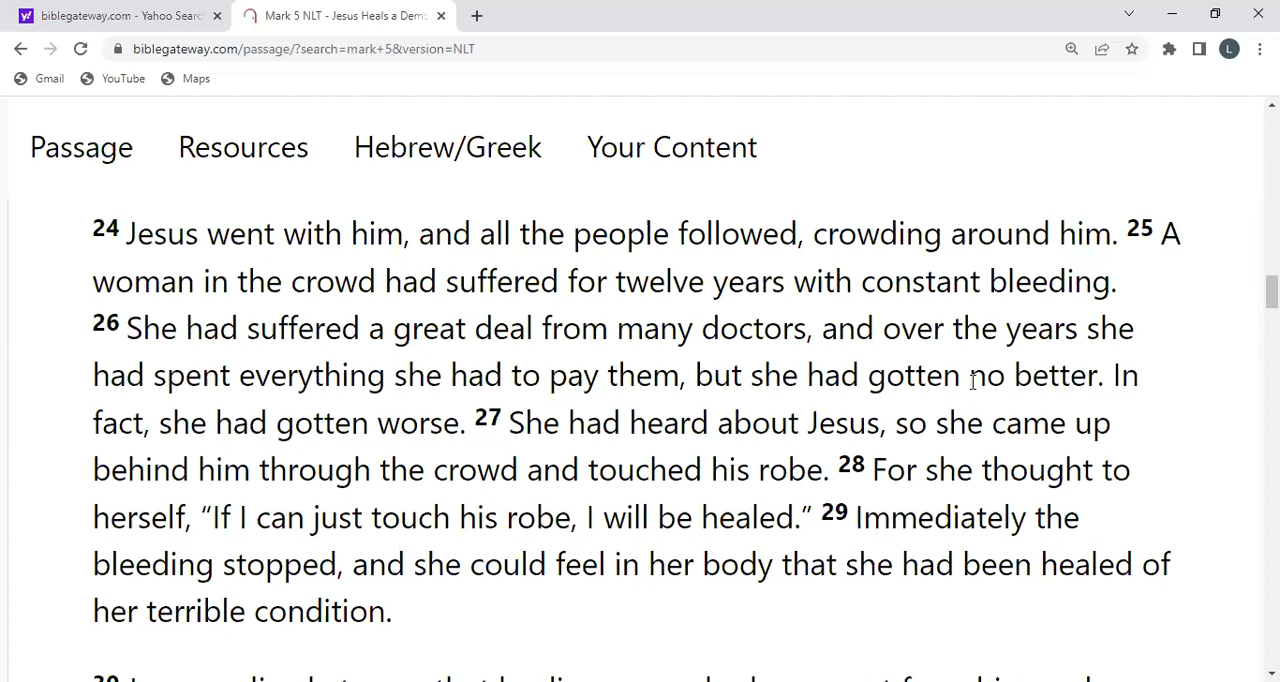 biblegateway.com - Yahoo Searc
Mark 5 NLT - Jesus Heals a Dem
biblegateway.com/passage/?search=mark+5&version=NLT
L
Gmail YouTube Maps
Passage Resources Hebrew/Greek Your Content
24 Jesus went with him, and all the people followed, crowding around him. 25 A
woman in the crowd had suffered for twelve years with constant bleeding.
26 She had suffered a great deal from many doctors, and over the years she
had spent everything she had to pay them, but she had gotten no better. In
fact, she had gotten worse. 27 She had heard about Jesus, so she came up
behind him through the crowd and touched his robe. 28 For she thought to
herself, “If I can just touch his robe, I will be healed.” 29 Immediately the
bleeding stopped, and she could feel in her body that she had been healed of
her terrible condition.